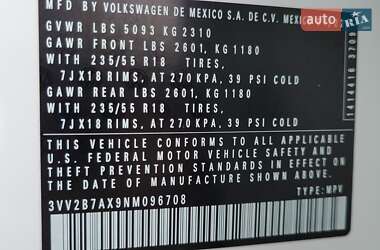 MFD BY VOLKSWAGEN DE MEXICO S.A. DE C.V. MEXICO
auto.RIA
GVWR LBS 5093 KG 2310
GAWR FRONT LBS 2601, KG 1180
WITH 235/55 R18 TIRES,
7JX18 RIMS, AT 270 KPA, 39 PSI COLD
GAWR REAR LBS 2601, KG 1180
WITH 235/55 R18 TIRES,
7JX18 RIMS, AT 270 KPA, 39 PSI COLD
THIS VEHICLE CONFORMS TO ALL APPLICABLE
U.S. FEDERAL MOTOR VEHICLE SAFETY AND
THEFT PREVENTION STANDARDS IN EFFECT ON
THE DATE OF MANUFACTURE SHOWN ABOVE.
3VV2B7AX9NM096708
TYPE: MPV
1414416 3709